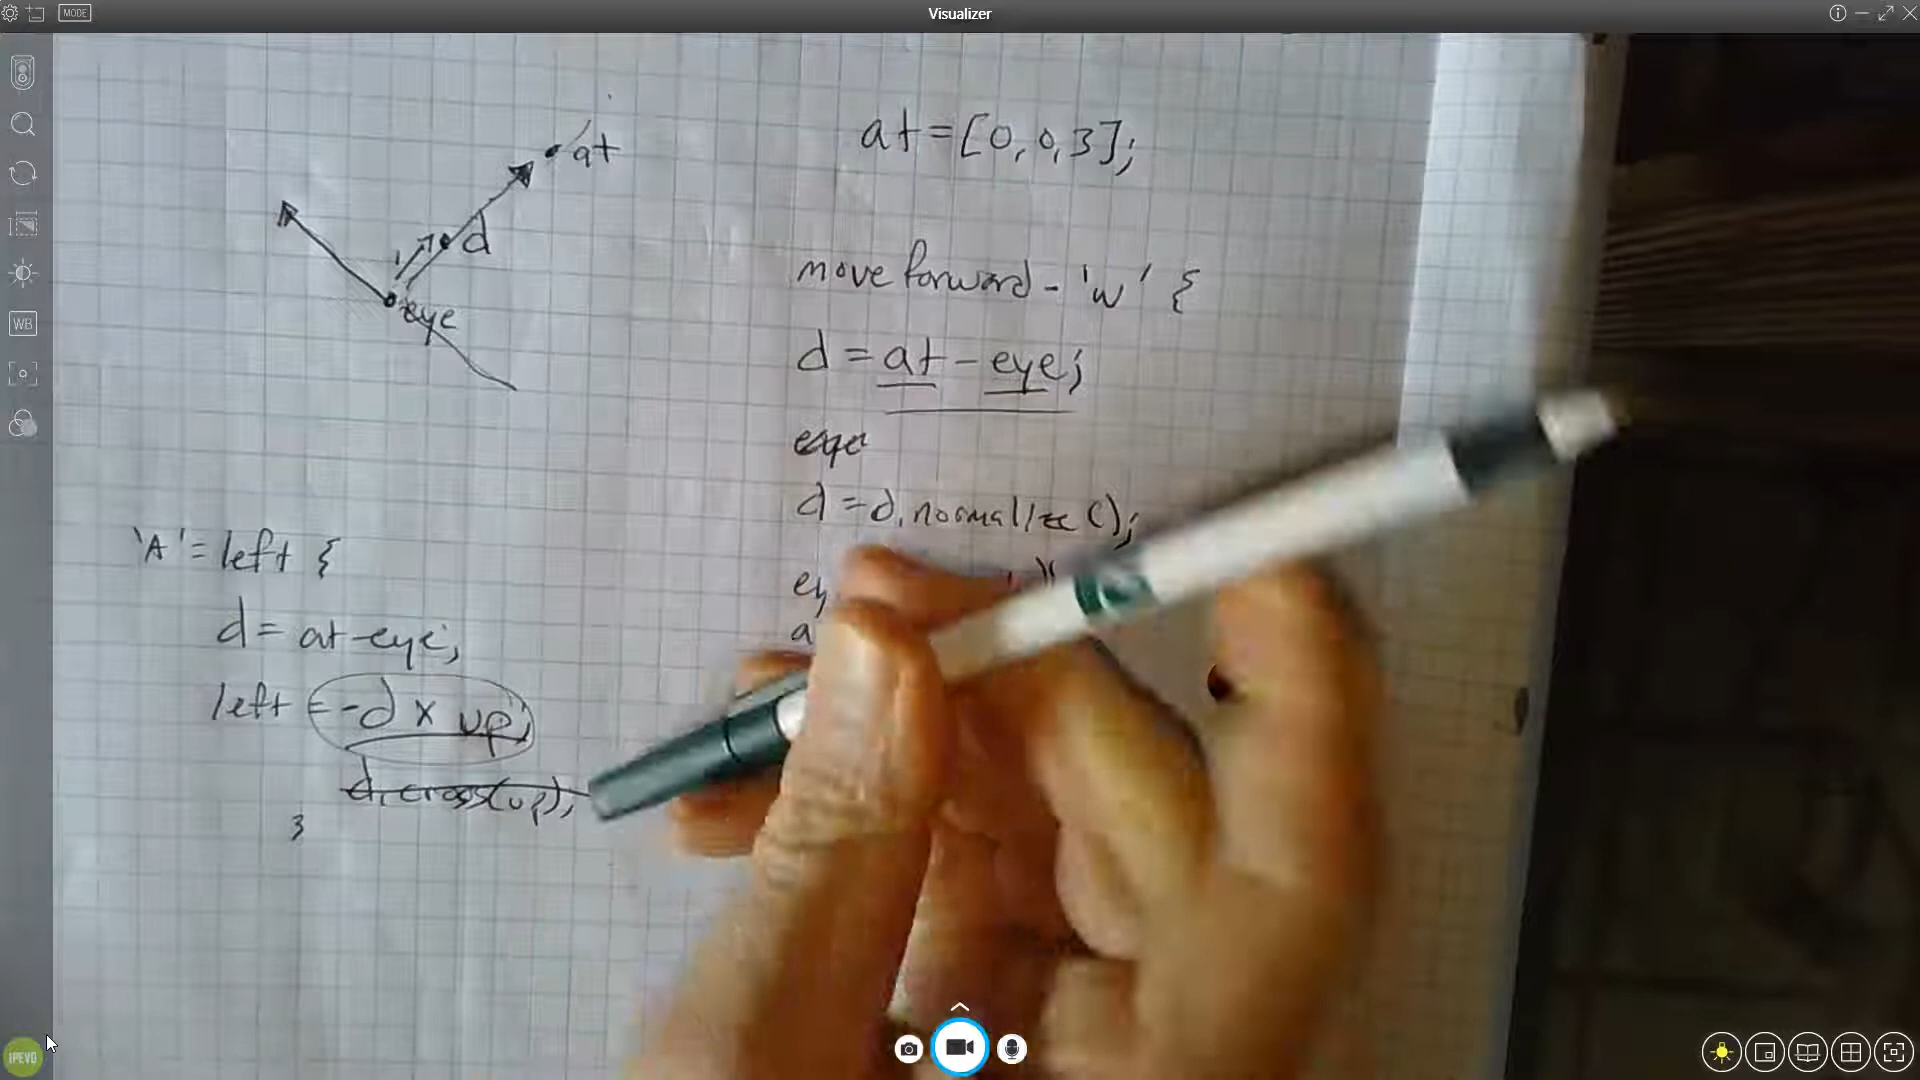 MODE
Visualizer
at
at = [0, 0, 3];
d
eye
move forward - 'w' {
d = at - eye;
eye
d = d.normalize();
'A' = left {
d = at - eye;
left = -d x up;
d.cross(up);
}
WB
IPEVO